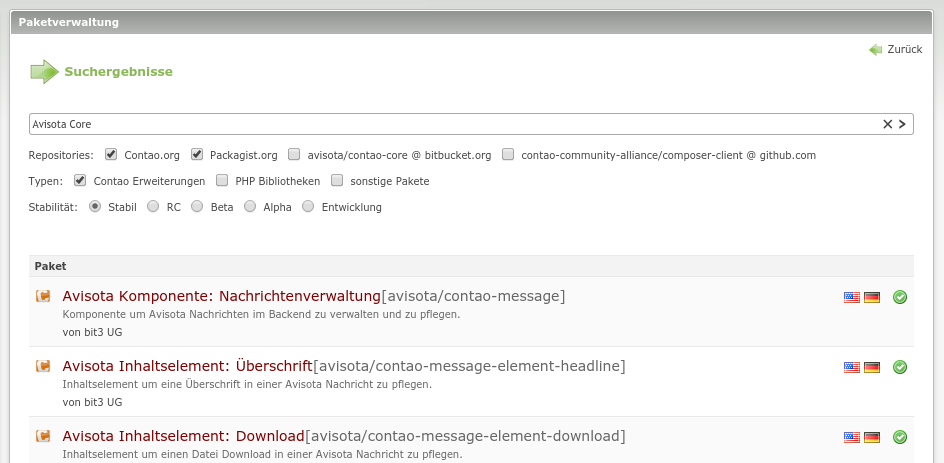 Paketverwaltung
Zurück
Suchergebnisse
Avisota Core
Repositories: Contao.org Packagist.org avisota/contao-core @ bitbucket.org contao-community-alliance/composer-client @ github.com
Typen: Contao Erweiterungen PHP Bibliotheken sonstige Pakete
Stabilität: Stabil RC Beta Alpha Entwicklung
Paket
Avisota Komponente: Nachrichtenverwaltung[avisota/contao-message]
Komponente um Avisota Nachrichten im Backend zu verwalten und zu pflegen.
von bit3 UG
Avisota Inhaltselement: Überschrift[avisota/contao-message-element-headline]
Inhaltselement um eine Überschrift in einer Avisota Nachricht zu pflegen.
von bit3 UG
Avisota Inhaltselement: Download[avisota/contao-message-element-download]
Inhaltselement um einen Datei Download in einer Avisota Nachricht zu pflegen.